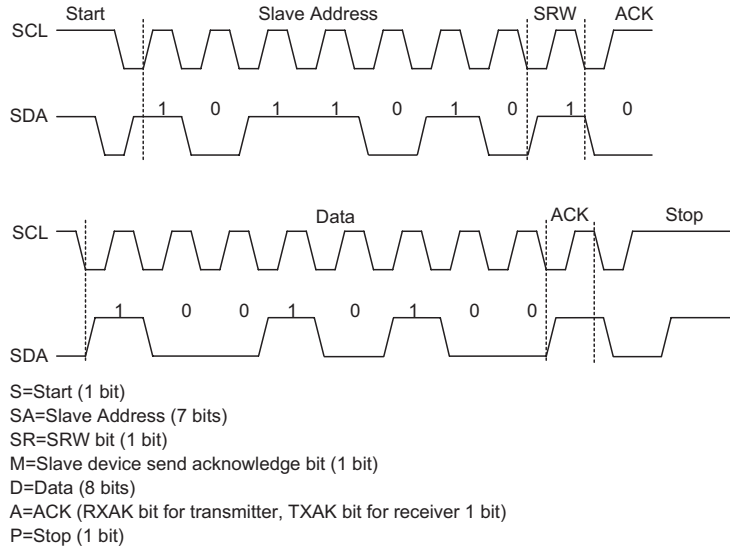 Start Slave Address SRW ACK
SCL
SDA 1 0 1 1 0 1 0 1 0
Data ACK Stop
SCL
1 0 0 1 0 1 0 0
SDA
S=Start (1 bit)
SA=Slave Address (7 bits)
SR=SRW bit (1 bit)
M=Slave device send acknowledge bit (1 bit)
D=Data (8 bits)
A=ACK (RXAK bit for transmitter, TXAK bit for receiver 1 bit)
P=Stop (1 bit)